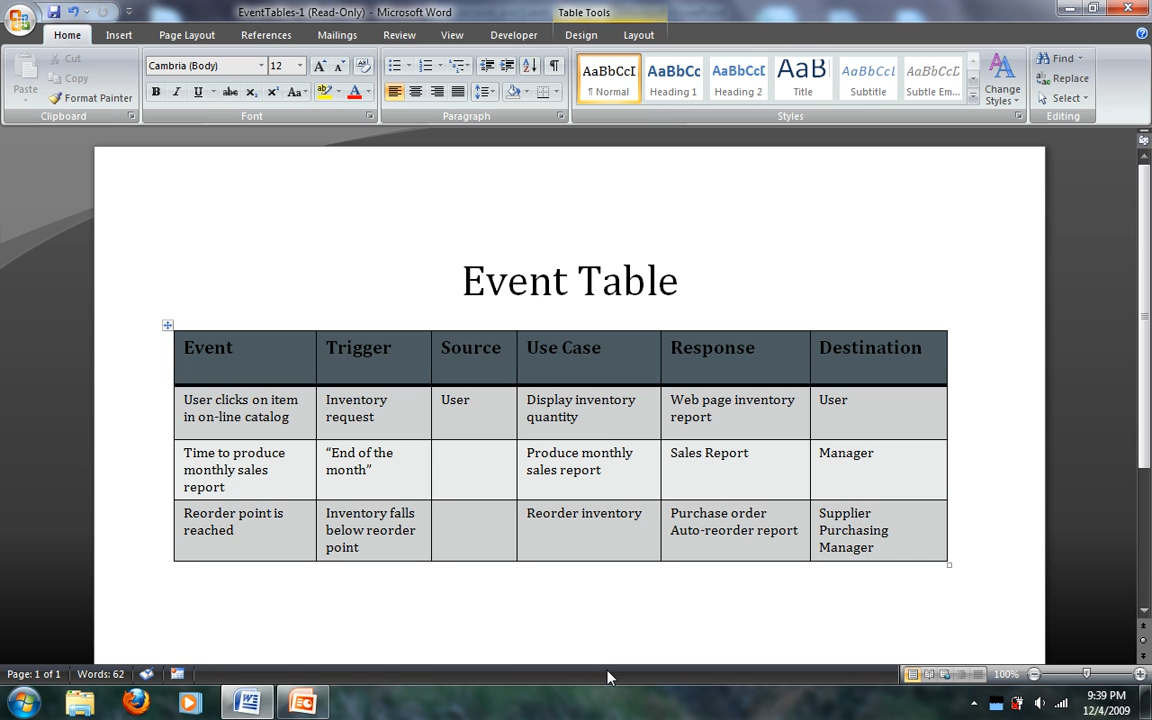 EventTables-1 (Read-Only) - Microsoft Word
Table Tools
Home Insert Page Layout References Mailings Review View Developer Design Layout
Paste
Cut
Copy
Format Painter
Clipboard
Cambria (Body) 12
B I U abc x₂ x² Aa A
Font
Paragraph
AaBbCcI AaBbCc AaBbCcI AaB AaBbCcl AaBbCcL
¶ Normal Heading 1 Heading 2 Title Subtitle Subtle Em...
Change
Styles
Styles
Find
Replace
Select
Editing
Event Table
Event Trigger Source Use Case Response Destination
User clicks on item
in on-line catalog
Inventory
request
User
Display inventory
quantity
Web page inventory
report
User
Time to produce
monthly sales
report
“End of the
month”
Produce monthly
sales report
Sales Report
Manager
Reorder point is
reached
Inventory falls
below reorder
point
Reorder inventory
Purchase order
Auto-reorder report
Supplier
Purchasing
Manager
Page: 1 of 1 Words: 62
100%
9:39 PM
12/4/2009